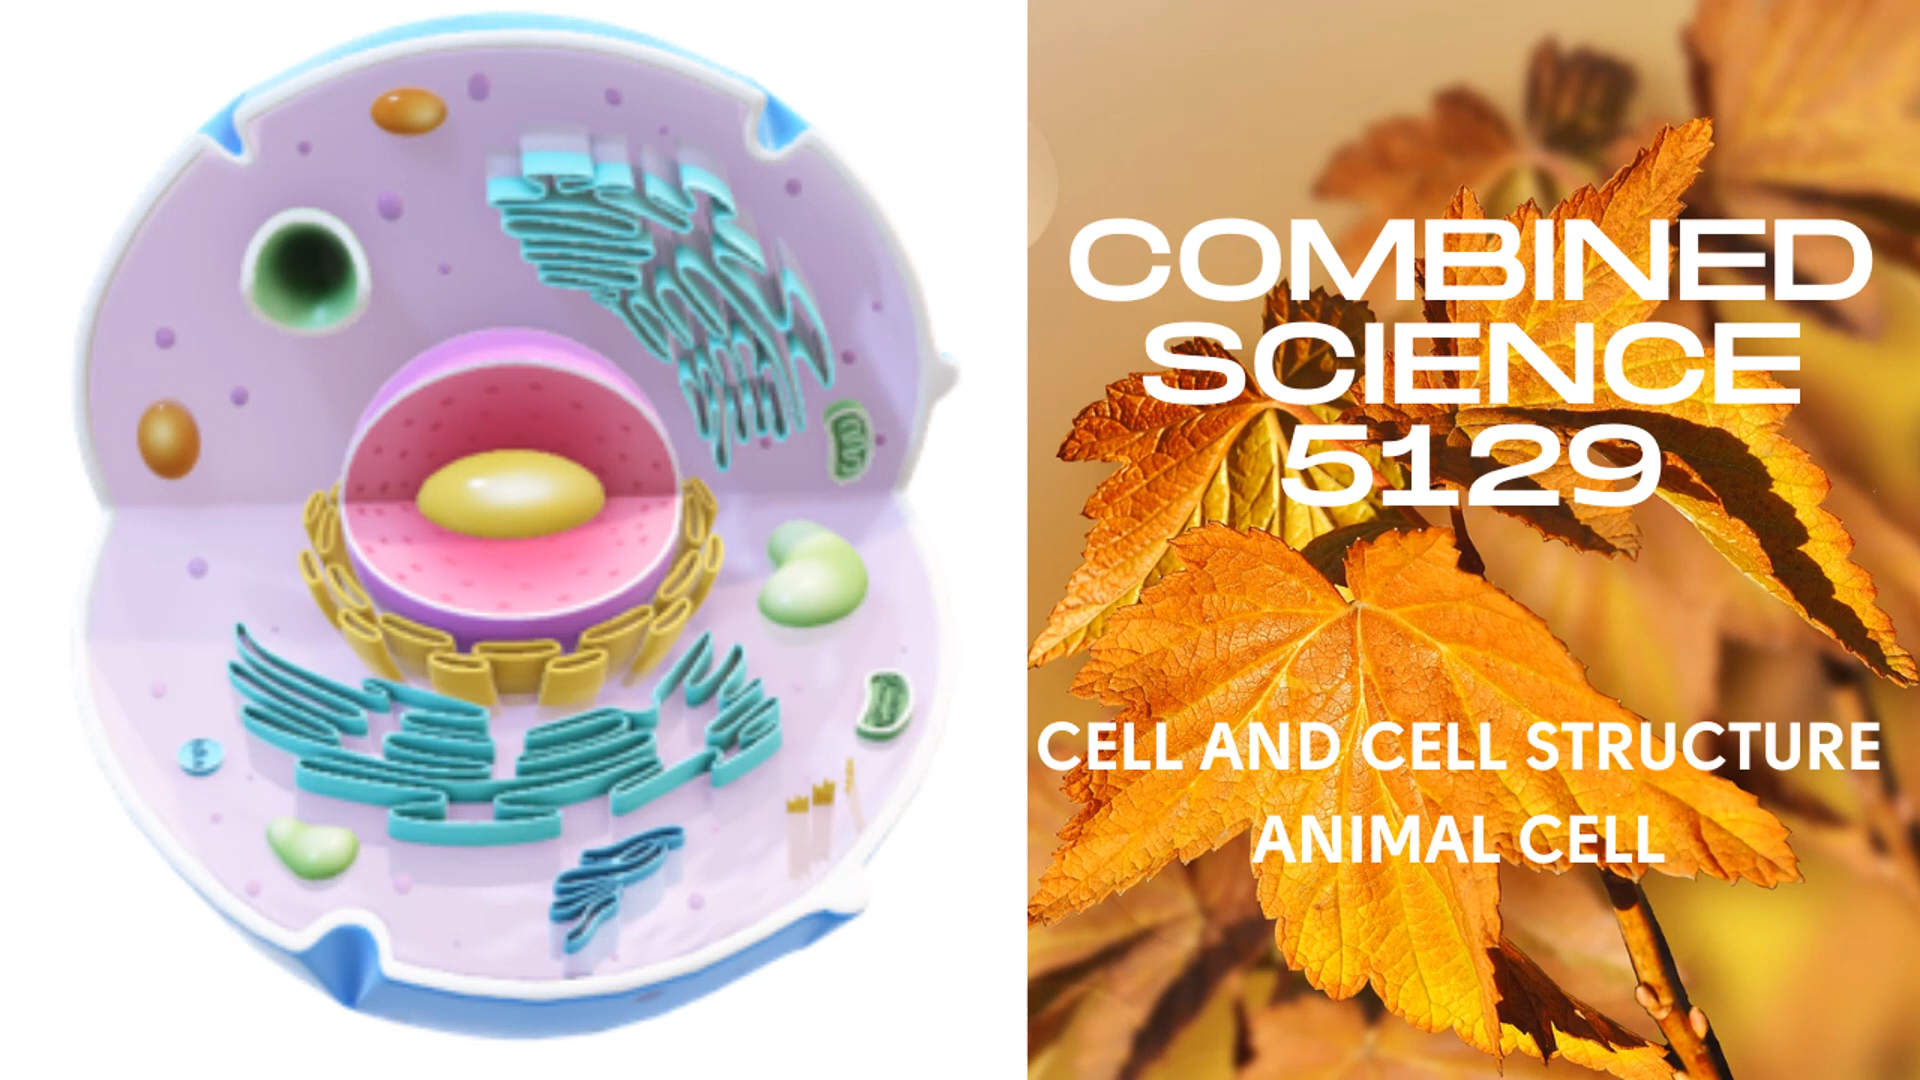 COMBINED
SCIENCE
5129
CELL AND CELL STRUCTURE
ANIMAL CELL